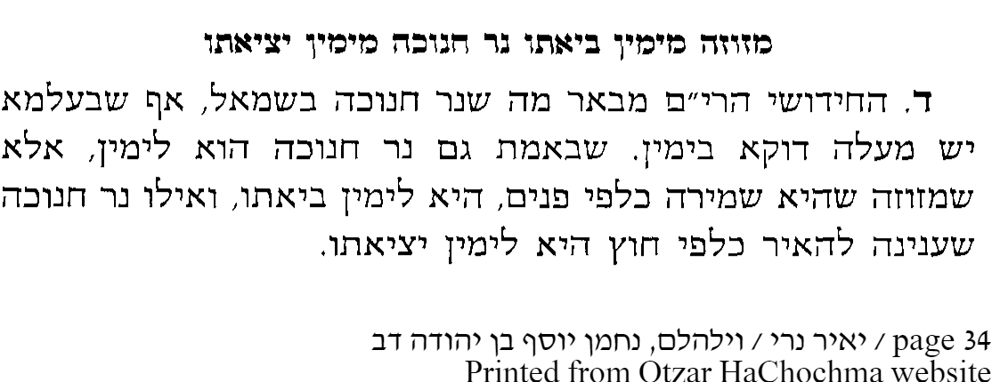 מזוזה מימין ביאתו נר חנוכה מימין יציאתו
ד. החידושי הרי״ם מבאר מה שנר חנוכה בשמאל, אף שבעלמא
יש מעלה דוקא בימין. שבאמת גם נר חנוכה הוא לימין, אלא
שמזוזה שהיא שמירה כלפי פנים, היא לימין ביאתו, ואילו נר חנוכה
שענינה להאיר כלפי חוץ היא לימין יציאתו.
יאיר נרי / וילהלם, נחמן יוסף בן יהודה דב / page 34
Printed from Otzar HaChochma website